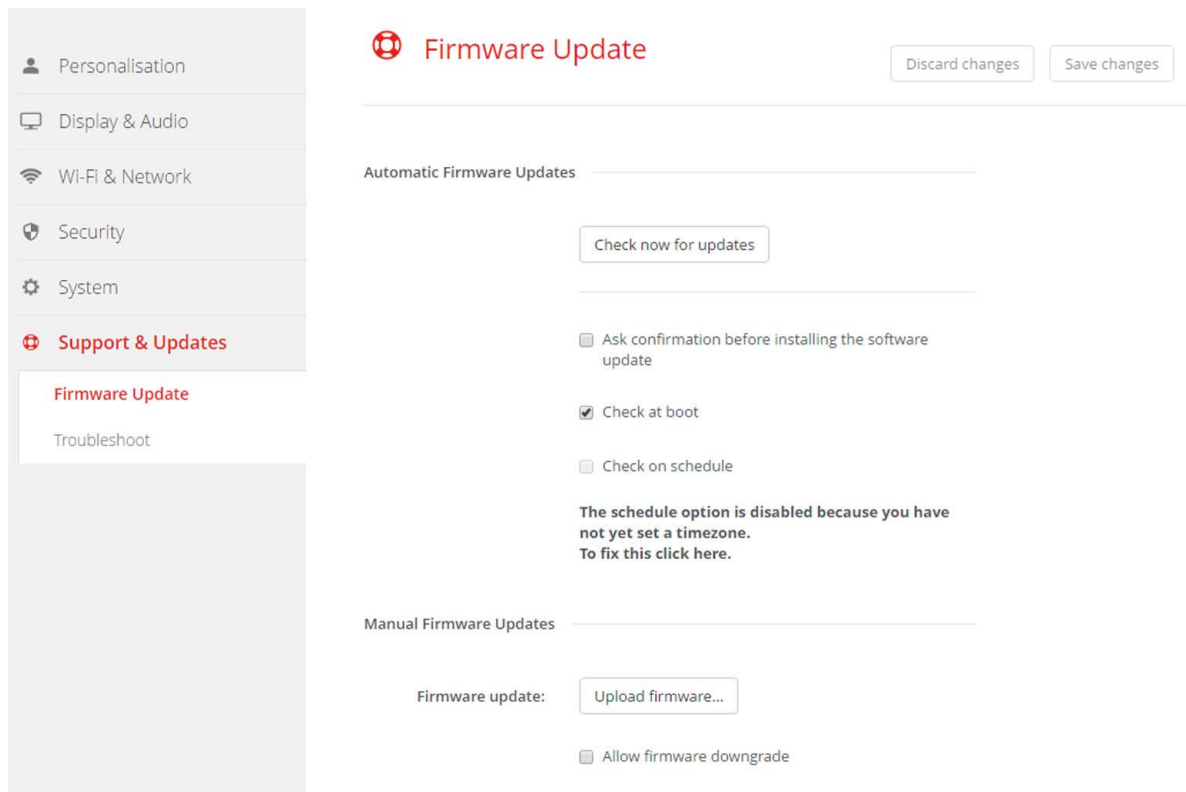 Personalisation
Display & Audio
Wi-Fi & Network
Security
System
Support & Updates
Firmware Update
Troubleshoot
Firmware Update
Discard changes
Save changes
Automatic Firmware Updates
Check now for updates
Ask confirmation before installing the software
update
Check at boot
Check on schedule
The schedule option is disabled because you have
not yet set a timezone.
To fix this click here.
Manual Firmware Updates
Firmware update:
Upload firmware...
Allow firmware downgrade